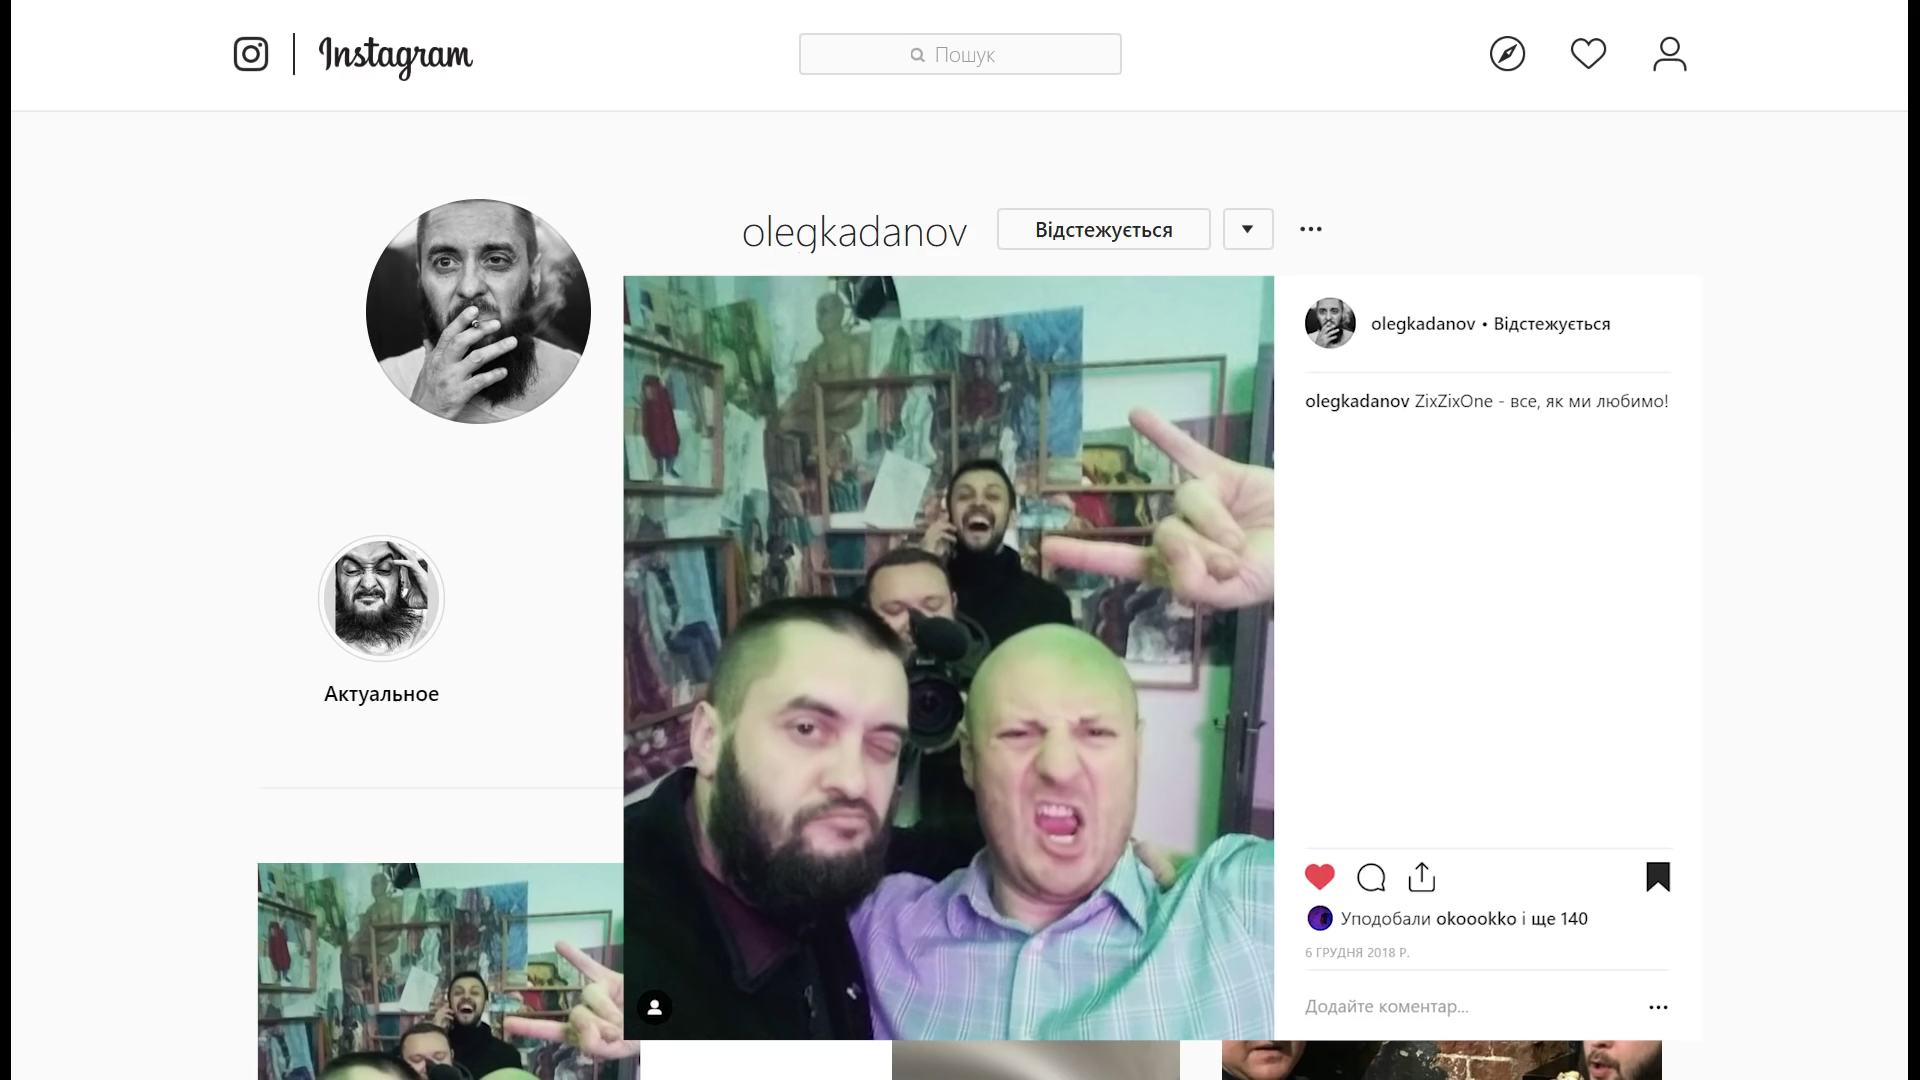 Instagram
Пошук
olegkadanov
Відстежується
olegkadanov • Відстежується
olegkadanov ZixZixOne - все, як ми любимо!
Актуальное
Уподобали okoookko і ще 140
6 ГРУДНЯ 2018 Р.
Додайте коментар...